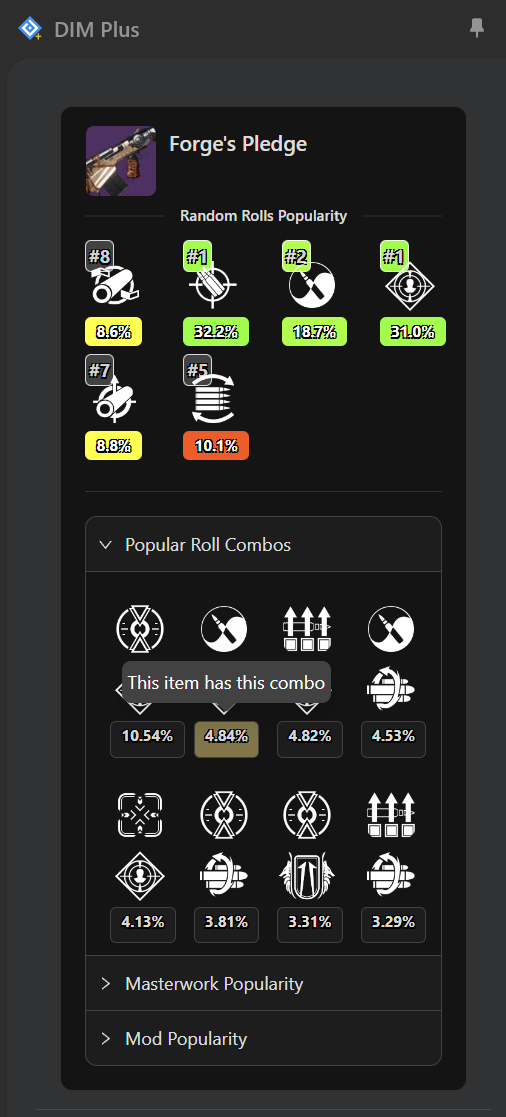 DIM Plus
Forge's Pledge
Random Rolls Popularity
#8 #1 #2 #1
8.6% 32.2% 18.7% 31.0%
#7 #5
8.8% 10.1%
Popular Roll Combos
This item has this combo
10.54% 4.84% 4.82% 4.53%
4.13% 3.81% 3.31% 3.29%
Masterwork Popularity
Mod Popularity